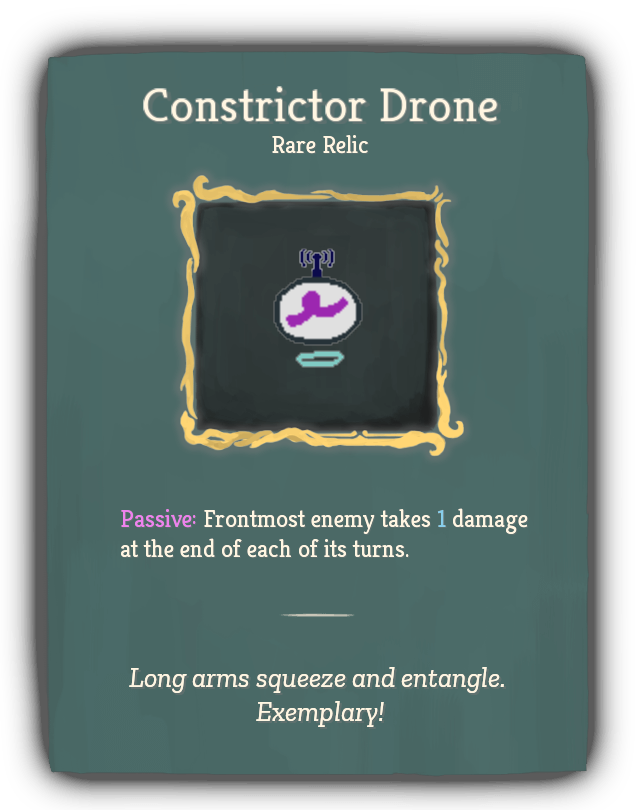 Constrictor Drone
Rare Relic
Passive: Frontmost enemy takes 1 damage
at the end of each of its turns.
Long arms squeeze and entangle.
Exemplary!